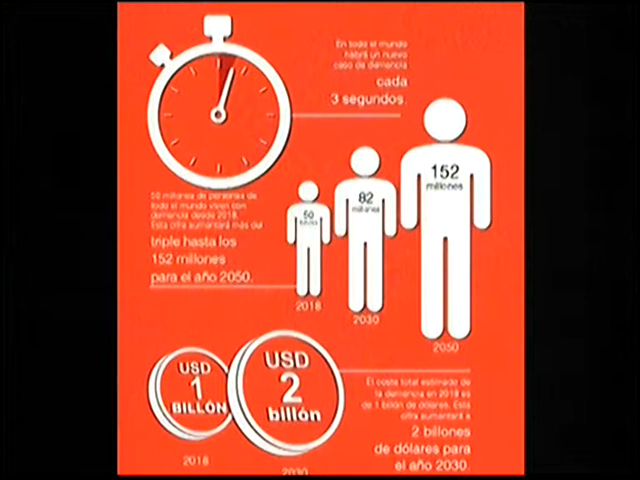 En todo el mundo
habrá un nuevo
caso de demencia
cada
3 segundos.
50 millones de personas de
todo el mundo viven con
demencia desde 2018.
Esta cifra aumentará más del
triple hasta los
152 millones
para el año 2050.
50
millones
2018
82
millones
2030
152
millones
2050
USD
1
BILLÓN
2018
USD
2
billón
2030
El coste total estimado de
la demencia en 2018 es
de 1 billón de dólares. Esta
cifra aumentará a
2 billones
de dólares para
el año 2030.